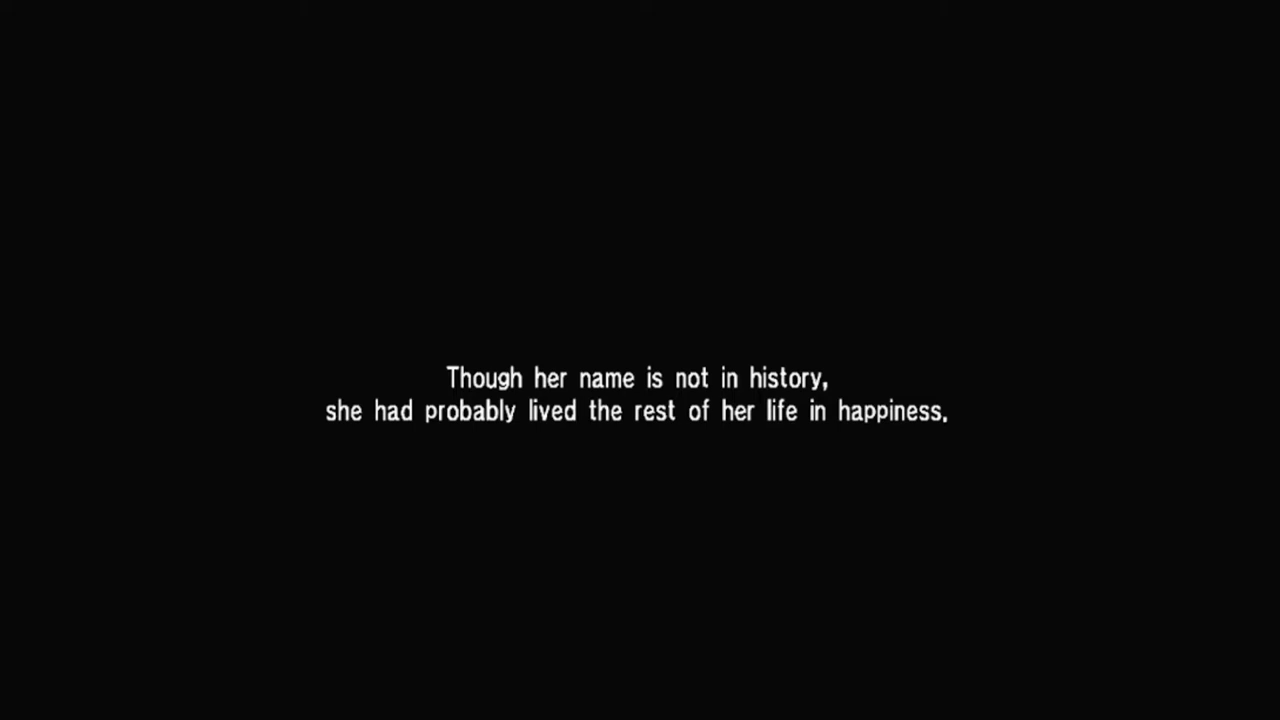 Though her name is not in history,
she had probably lived the rest of her life in happiness.